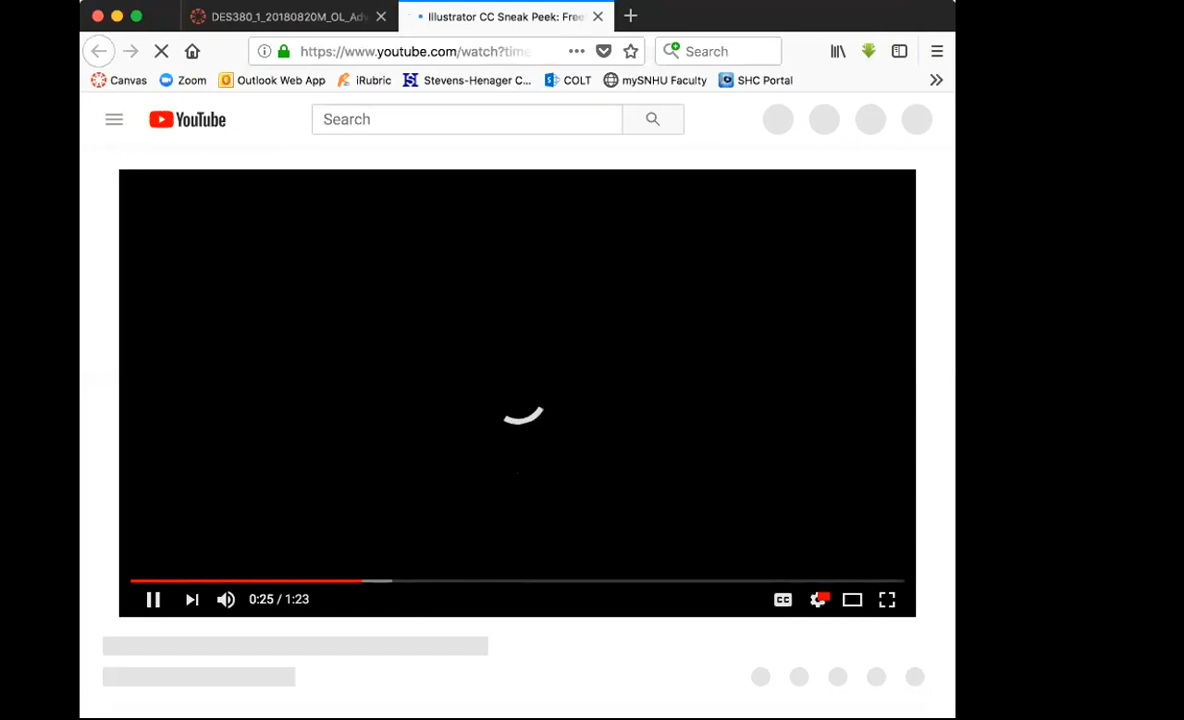 DES380_1_20180820M_OL_Adv
Illustrator CC Sneak Peek: Free
https://www.youtube.com/watch?time
Search
Canvas Zoom Outlook Web App iRubric Stevens-Henager C... COLT mySNHU Faculty SHC Portal
YouTube
Search
0:25 / 1:23
CC